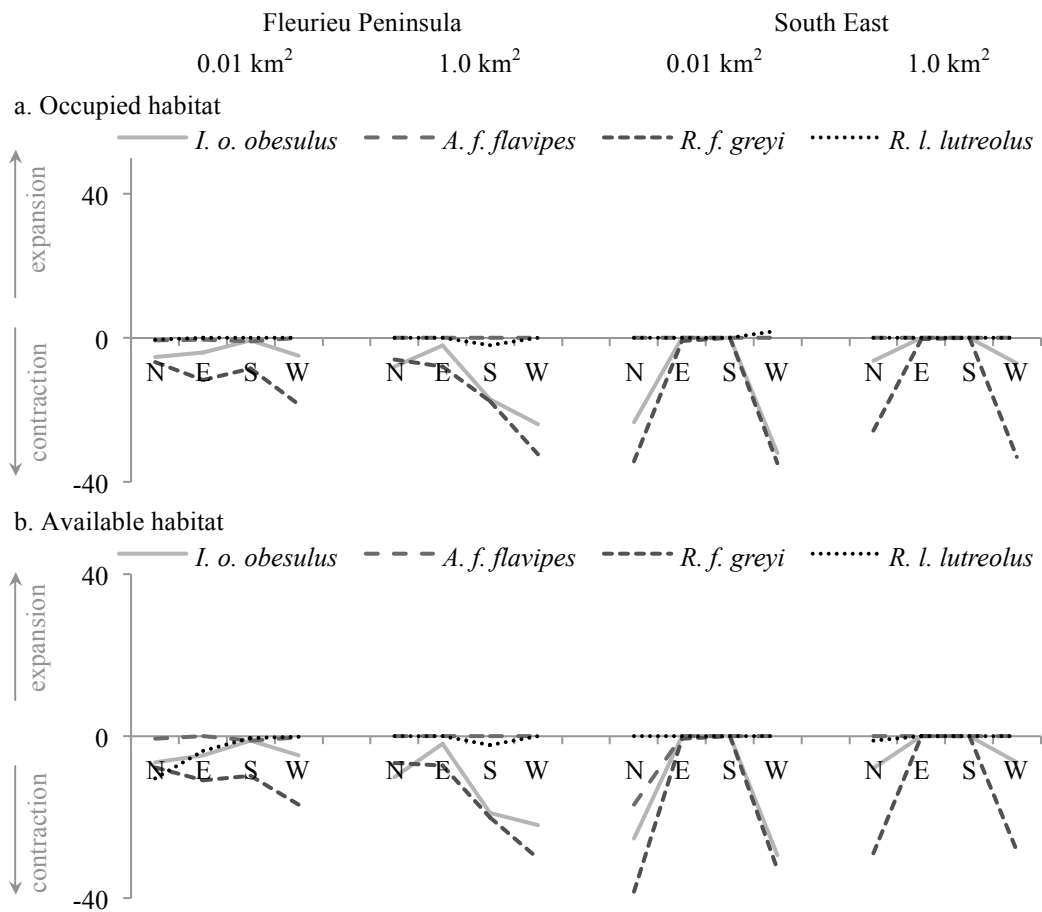 Fleurieu Peninsula South East
0.01 km² 1.0 km² 0.01 km² 1.0 km²
a. Occupied habitat
I. o. obesulus A. f. flavipes R. f. greyi R. l. lutreolus
expansion
contraction
40
0
-40
N E S W N E S W N E S W N E S W
b. Available habitat
I. o. obesulus A. f. flavipes R. f. greyi R. l. lutreolus
expansion
contraction
40
0
-40
N E S W N E S W N E S W N E S W